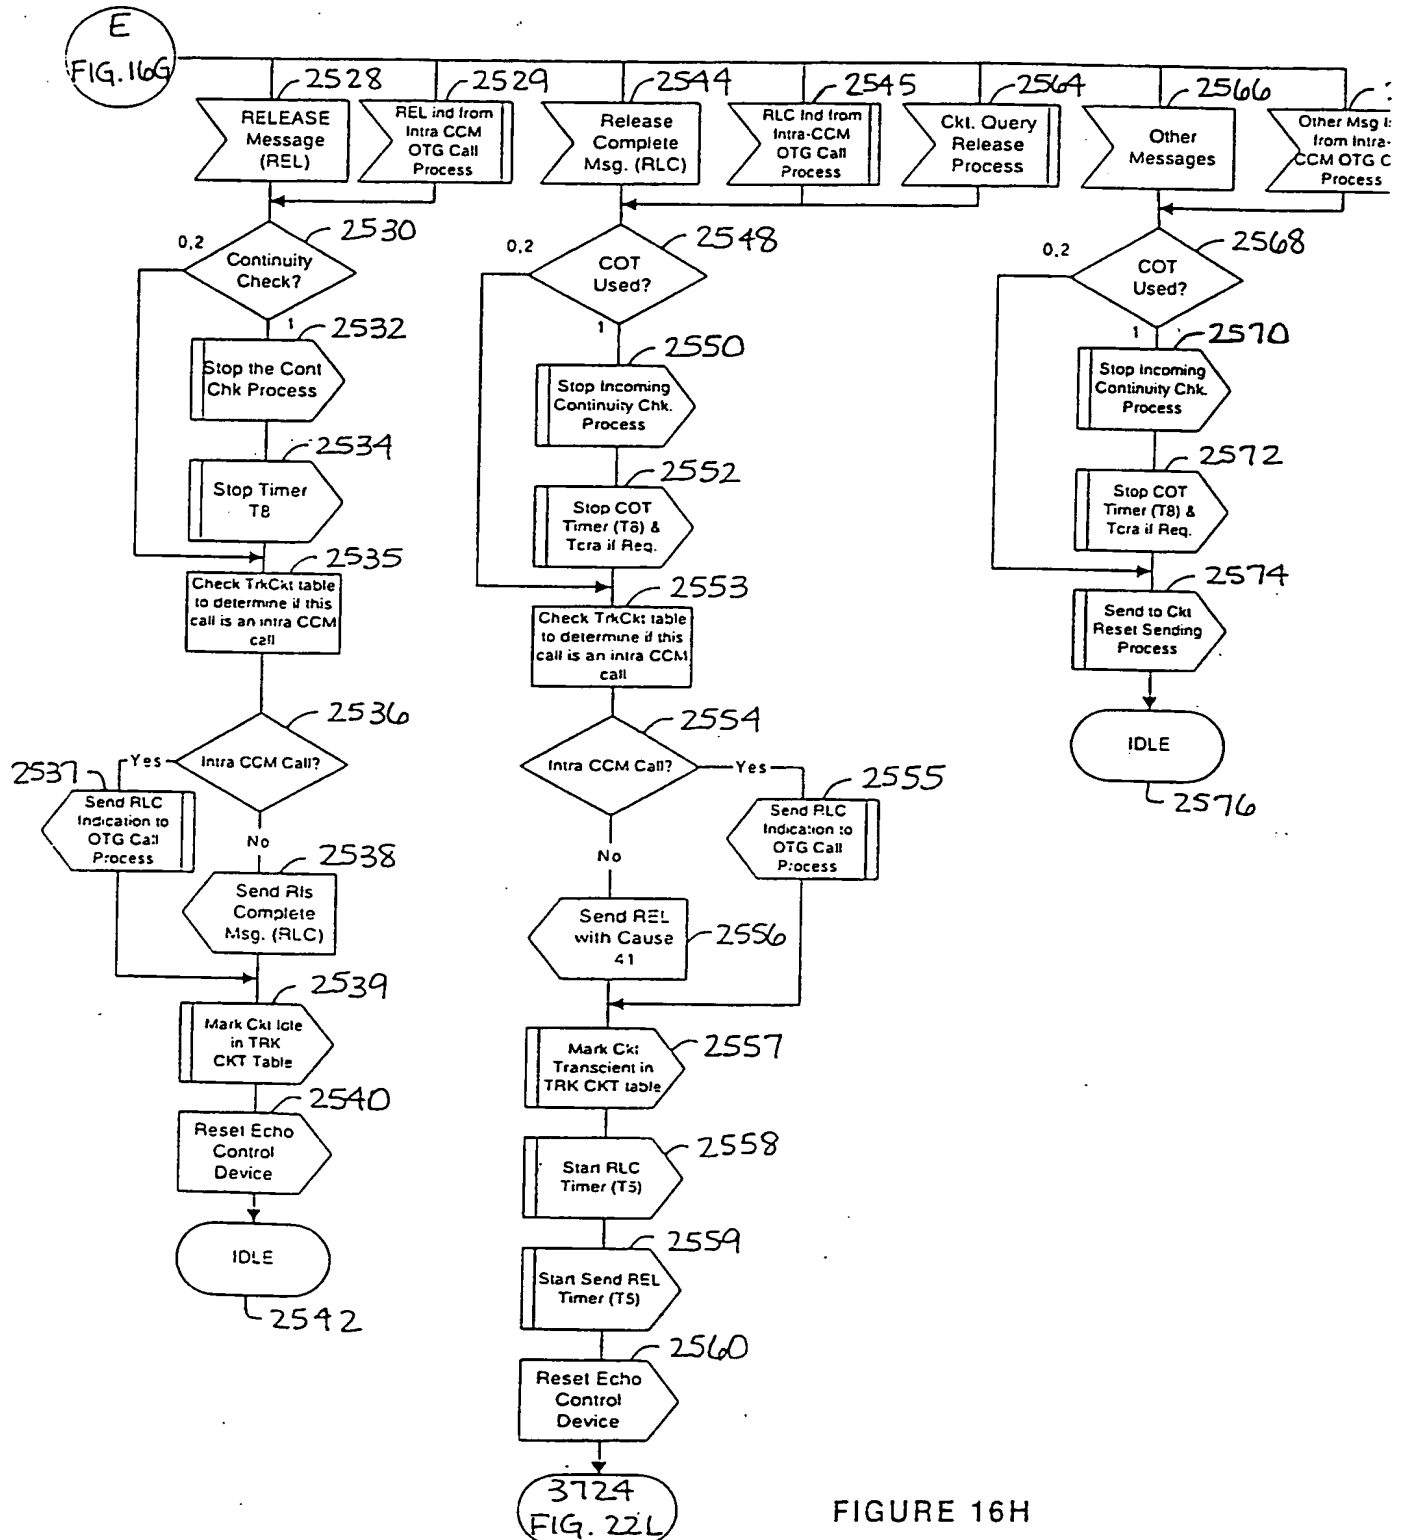 E
FIG. 16G
2528
2529
2544
2545
2564
2566
RELEASE
Message
(REL)
REL ind from
Intra CCM
OTG Call
Process
Release
Complete
Msg. (RLC)
RLC Ind from
Intra-CCM
OTG Call
Process
Ckt. Query
Release
Process
Other
Messages
Other Msg
from Intra-
CCM OTG
Process
0,2
Continuity
Check?
2530
1
2532
Stop the Cont
Chk Process
2534
Stop Timer
T8
2535
Check TrkCkt table
to determine if this
call is an intra CCM
call
2536
Intra CCM Call?
Yes
2537
Send RLC
Indication to
OTG Call
Process
No
2538
Send Rls
Complete
Msg. (RLC)
2539
Mark Ckt Idle
in TRK
CKT Table
2540
Reset Echo
Control
Device
IDLE
2542
0,2
COT
Used?
2548
1
2550
Stop Incoming
Continuity Chk.
Process
2552
Stop COT
Timer (T8) &
Tcra if Req.
2553
Check TrkCkt table
to determine if this
call is an intra CCM
call
2554
Intra CCM Call?
Yes
2555
Send RLC
Indication to
OTG Call
Process
No
Send REL
with Cause
41
2556
Mark Ckt
Transcient in
TRK CKT table
2557
2558
Start RLC
Timer (T5)
2559
Start Send REL
Timer (T5)
2560
Reset Echo
Control
Device
3724
FIG. 22L
0,2
COT
Used?
2568
1
2570
Stop Incoming
Continuity Chk.
Process
2572
Stop COT
Timer (T8) &
Tcra if Req.
2574
Send to Ckt
Reset Sending
Process
IDLE
2576
FIGURE 16H